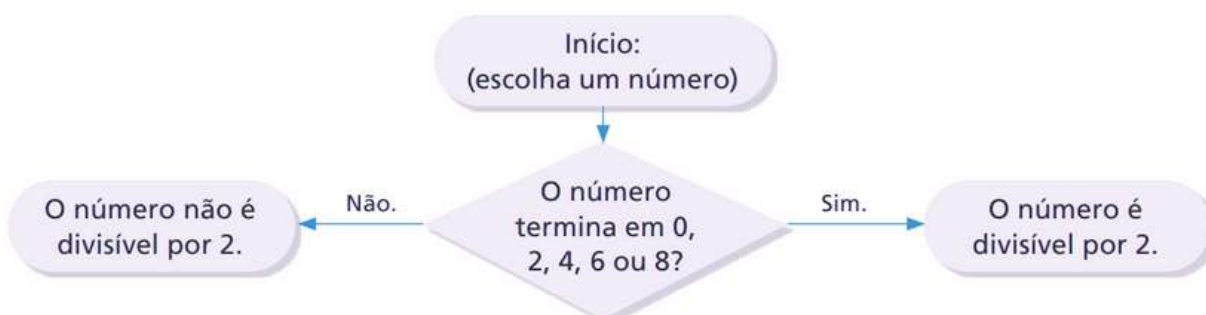 Início:
(escolha um número)
O número não é
divisível por 2.
Não.
O número
termina em 0,
2, 4, 6 ou 8?
Sim.
O número é
divisível por 2.